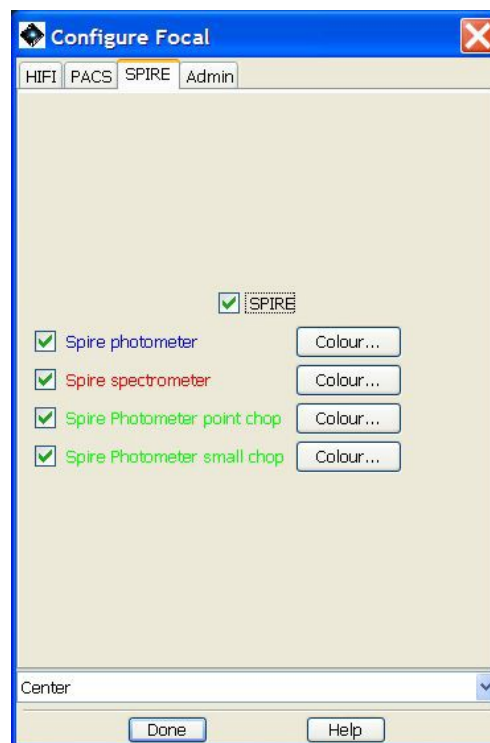 Configure Focal
HIFI PACS SPIRE Admin
SPIRE
Spire photometer Colour...
Spire spectrometer Colour...
Spire Photometer point chop Colour...
Spire Photometer small chop Colour...
Center
Done Help